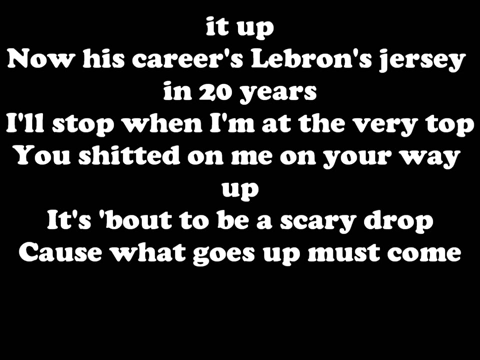 it up
Now his career's Lebron's jersey
in 20 years
I'll stop when I'm at the very top
You shitted on me on your way
up
It's 'bout to be a scary drop
Cause what goes up must come